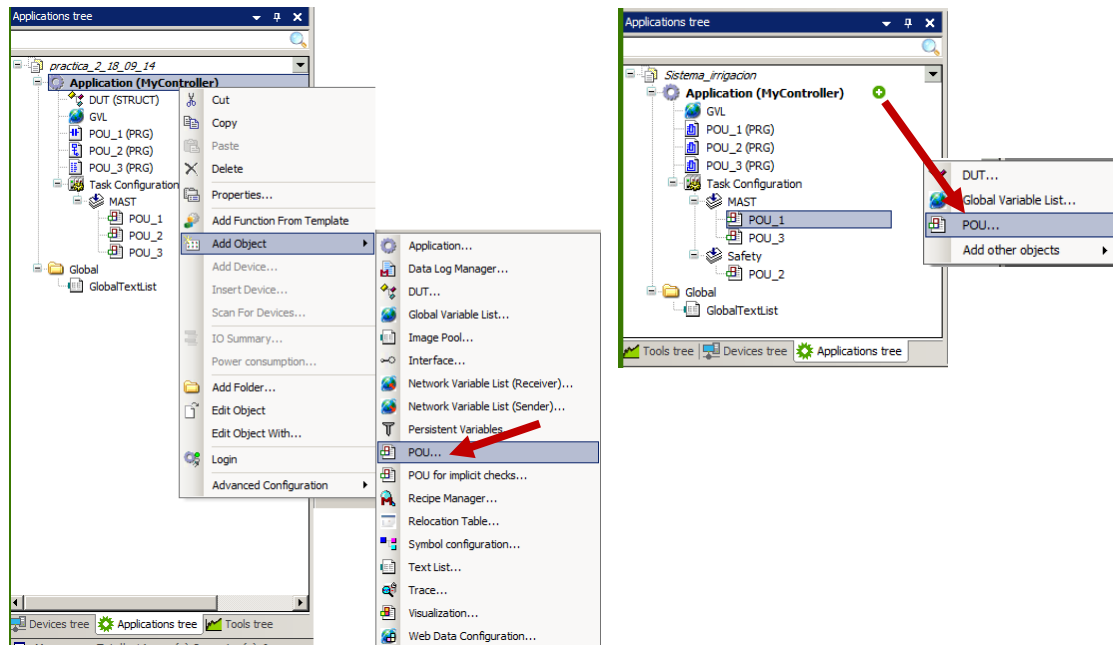 Applications tree
practica_2_18_09_14
Application (MyController)
DUT (STRUCT)
GVL
POU_1 (PRG)
POU_2 (PRG)
POU_3 (PRG)
Task Configuration
MAST
POU_1
POU_2
POU_3
Global
GlobalTextList
Devices tree
Applications tree
Tools tree
Cut
Copy
Paste
Delete
Properties...
Add Function From Template
Add Object
Add Device...
Insert Device...
Scan For Devices...
IO Summary...
Power consumption...
Add Folder...
Edit Object
Edit Object With...
Login
Advanced Configuration
Application...
Data Log Manager...
DUT...
Global Variable List...
Image Pool...
Interface...
Network Variable List (Receiver)...
Network Variable List (Sender)...
Persistent Variables
POU...
POU for implicit checks...
Recipe Manager...
Relocation Table...
Symbol configuration...
Text List...
Trace...
Visualization...
Web Data Configuration...
Applications tree
Sistema_irrigacion
Application (MyController)
GVL
POU_1 (PRG)
POU_2 (PRG)
POU_3 (PRG)
Task Configuration
MAST
POU_1
POU_3
Safety
POU_2
Global
GlobalTextList
Tools tree
Devices tree
Applications tree
DUT...
Global Variable List...
POU...
Add other objects